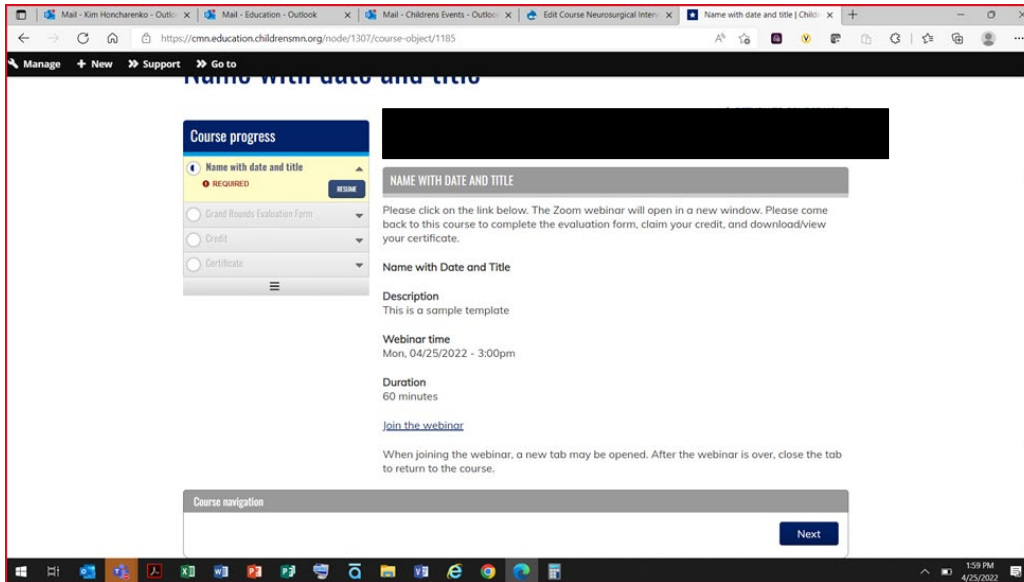 Mail - Kim Honcharenko - Outlo
Mail - Education - Outlook
Mail - Childrens Events - Outloo
Edit Course Neurosurgical Interv
Name with date and title | Child
https://cmn.education.childrensmn.org/node/1307/course-object/1185
Manage + New Support Go to
Name with date and title
Course progress
Name with date and title
REQUIRED
RESUME
Grand Rounds Evaluation Form
Credit
Certificate
NAME WITH DATE AND TITLE
Please click on the link below. The Zoom webinar will open in a new window. Please come
back to this course to complete the evaluation form, claim your credit, and download/view
your certificate.
Name with Date and Title
Description
This is a sample template
Webinar time
Mon, 04/25/2022 - 3:00pm
Duration
60 minutes
Join the webinar
When joining the webinar, a new tab may be opened. After the webinar is over, close the tab
to return to the course.
Course navigation
Next
1:59 PM
4/25/2022